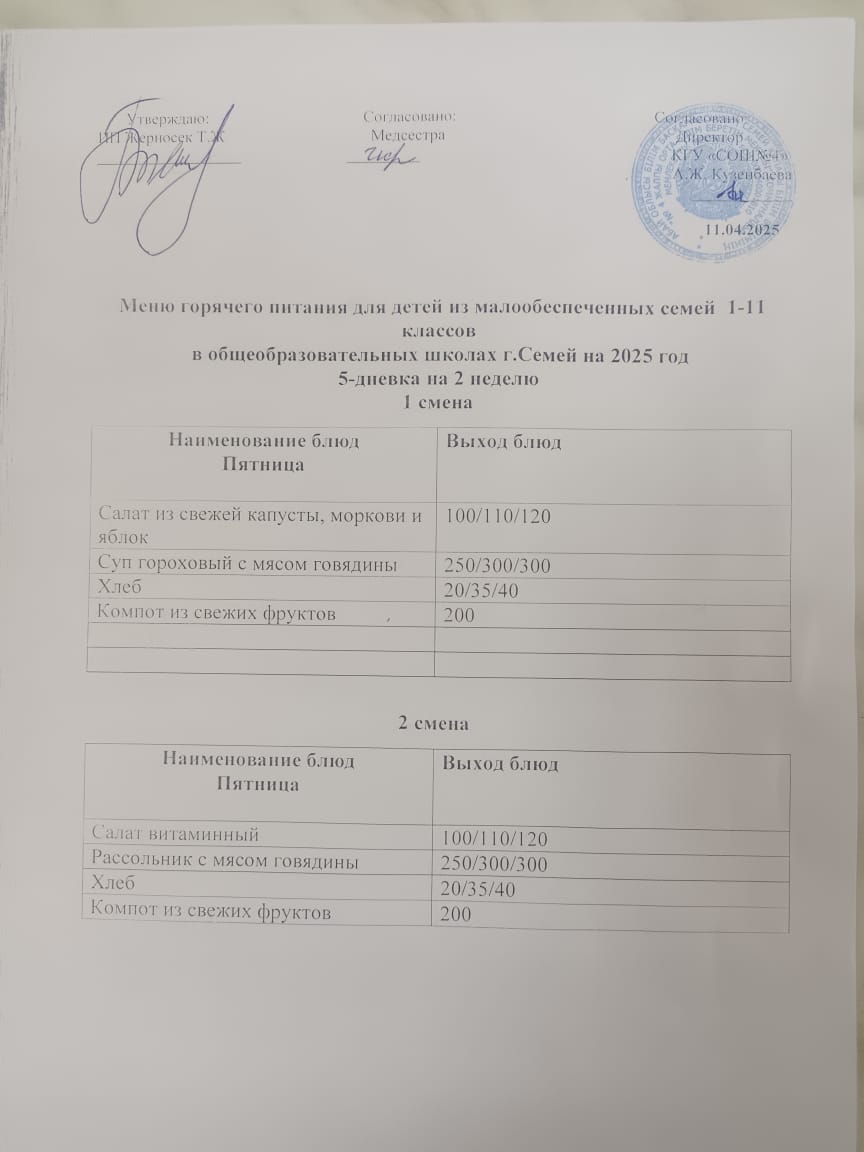 Утверждаю:
ИП Жерносек Т.Ж
Согласовано:
Медсестра
Согласовано:
Директор
КГУ «СОШ№4»
А.Ж. Кузенбаева
11.04.2025
Меню горячего питания для детей из малообеспеченных семей 1-11
классов
в общеобразовательных школах г.Семей на 2025 год
5-дневка на 2 неделю
1 смена
Наименование блюд
Пятница
Выход блюд
Салат из свежей капусты, моркови и
яблок
100/110/120
Суп гороховый с мясом говядины
250/300/300
Хлеб
20/35/40
Компот из свежих фруктов
200
2 смена
Наименование блюд
Пятница
Выход блюд
Салат витаминный
100/110/120
Рассольник с мясом говядины
250/300/300
Хлеб
20/35/40
Компот из свежих фруктов
200